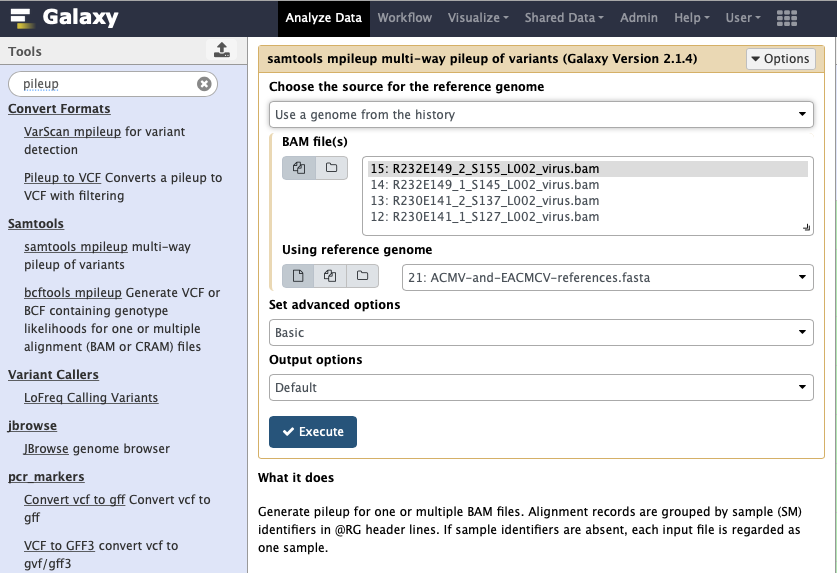 Galaxy
Analyze Data Workflow Visualize Shared Data Admin Help User
Tools
pileup
Convert Formats
VarScan mpileup for variant
detection
Pileup to VCF Converts a pileup to
VCF with filtering
Samtools
samtools mpileup multi-way
pileup of variants
bcftools mpileup Generate VCF or
BCF containing genotype
likelihoods for one or multiple
alignment (BAM or CRAM) files
Variant Callers
LoFreq Calling Variants
jbrowse
JBrowse genome browser
pcr_markers
Convert vcf to gff Convert vcf to
gff
VCF to GFF3 convert vcf to
gvf/gff3
samtools mpileup multi-way pileup of variants (Galaxy Version 2.1.4)
Options
Choose the source for the reference genome
Use a genome from the history
BAM file(s)
15: R232E149_2_S155_L002_virus.bam
14: R232E149_1_S145_L002_virus.bam
13: R230E141_2_S137_L002_virus.bam
12: R230E141_1_S127_L002_virus.bam
Using reference genome
21: ACMV-and-EACMCV-references.fasta
Set advanced options
Basic
Output options
Default
Execute
What it does
Generate pileup for one or multiple BAM files. Alignment records are grouped by sample (SM)
identifiers in @RG header lines. If sample identifiers are absent, each input file is regarded as
one sample.